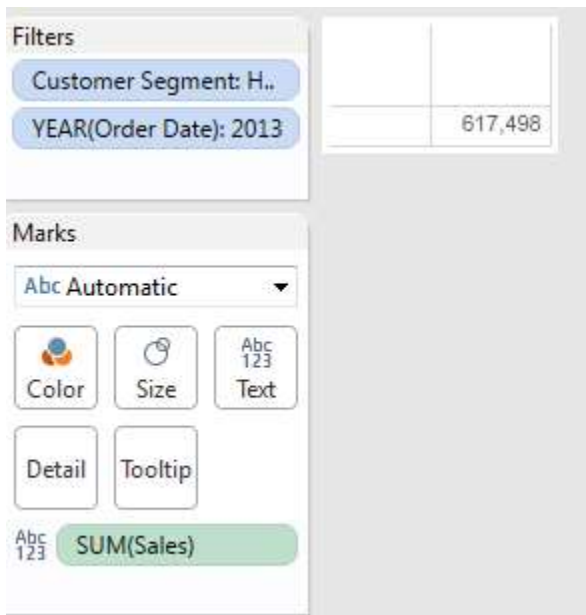 Filters
Customer Segment: H..
YEAR(Order Date): 2013
617,498
Marks
Abc Automatic
Color
Size
Abc
123
Text
Detail
Tooltip
Abc
123
SUM(Sales)